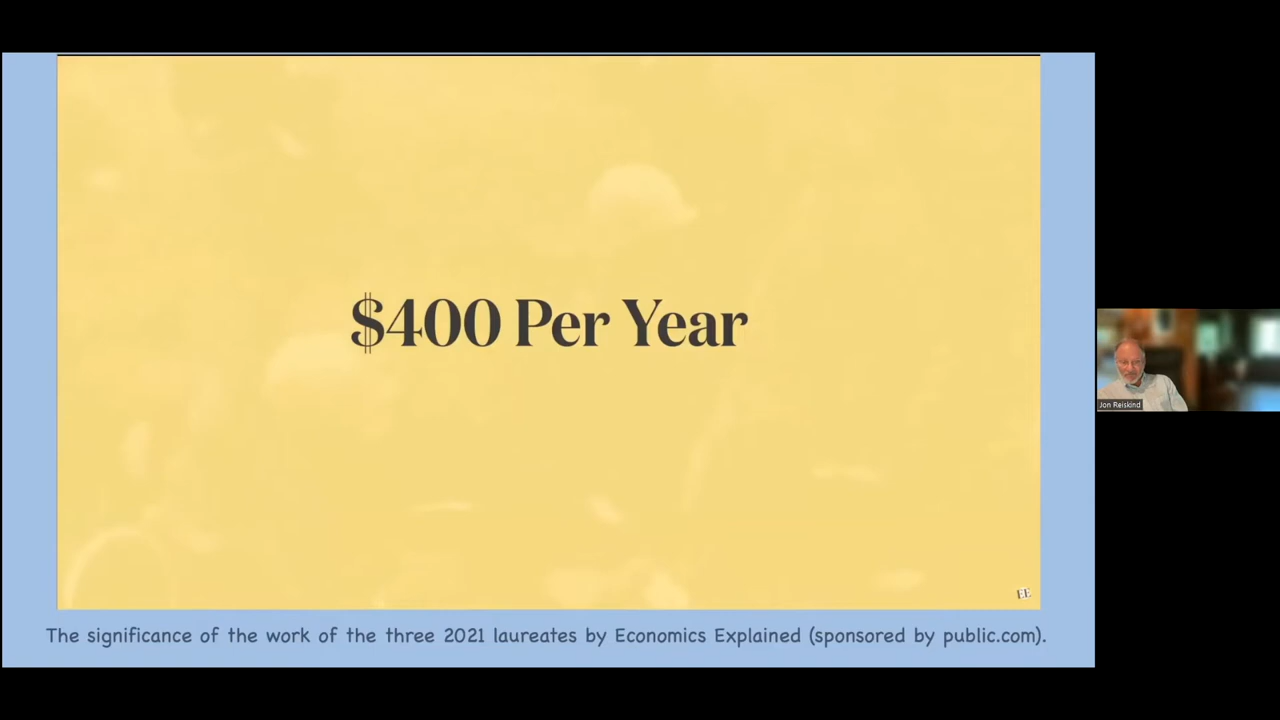 $400 Per Year
EE
Jon Reiskind
The significance of the work of the three 2021 laureates by Economics Explained (sponsored by public.com).